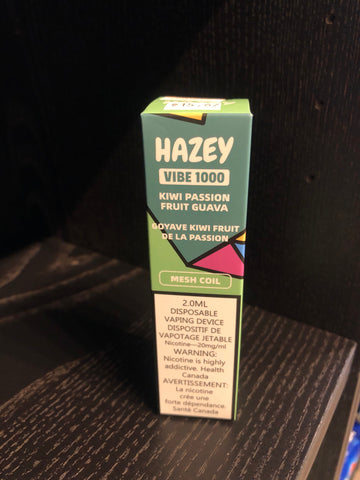 HAZEY
VIBE 1000
KIWI PASSION
FRUIT GUAVA
GOYAVE KIWI FRUIT
DE LA PASSION
MESH COIL
2.0ML
DISPOSABLE
VAPING DEVICE
DISPOSITIF DE
VAPOTAGE JETABLE
Nicotine—20mg/ml
WARNING:
Nicotine is highly
addictive. Health
Canada
AVERTISSEMENT:
La nicotine
crée une
forte dépendance.
Santé Canada